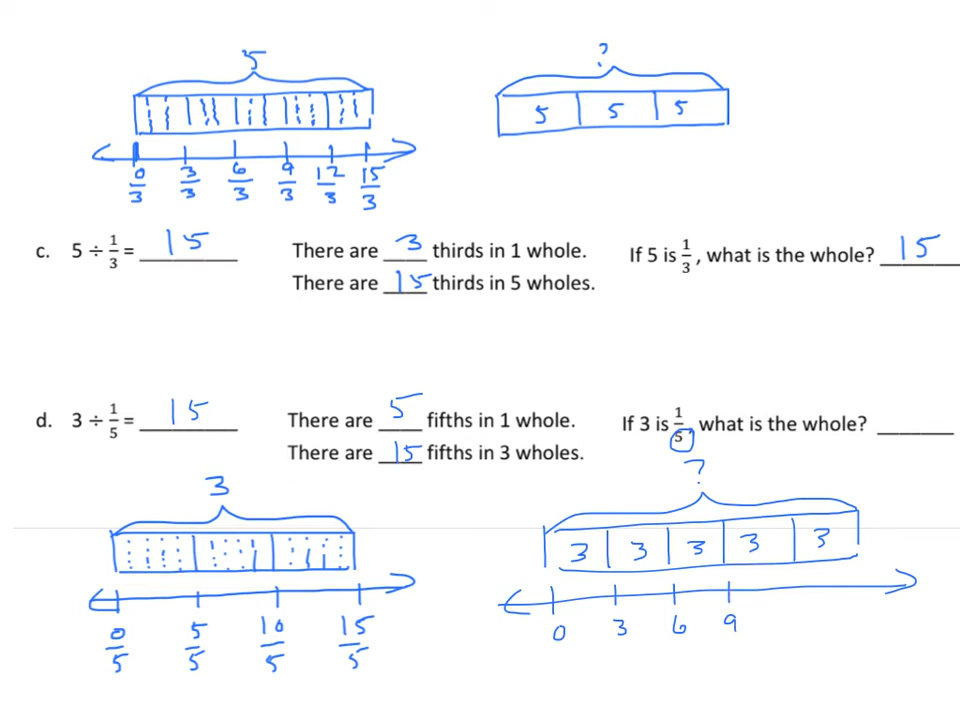 5 ?
5 5 5
0/3 3/3 6/3 9/3 12/3 15/3
c. 5 ÷ 1/3 = 15 There are 3 thirds in 1 whole. If 5 is 1/3, what is the whole? 15
There are 15 thirds in 5 wholes.
d. 3 ÷ 1/5 = 15 There are 5 fifths in 1 whole. If 3 is 1/5, what is the whole? ____
There are 15 fifths in 3 wholes.
3 ?
3 3 3 3 3
0/5 5/5 10/5 15/5 0 3 6 9